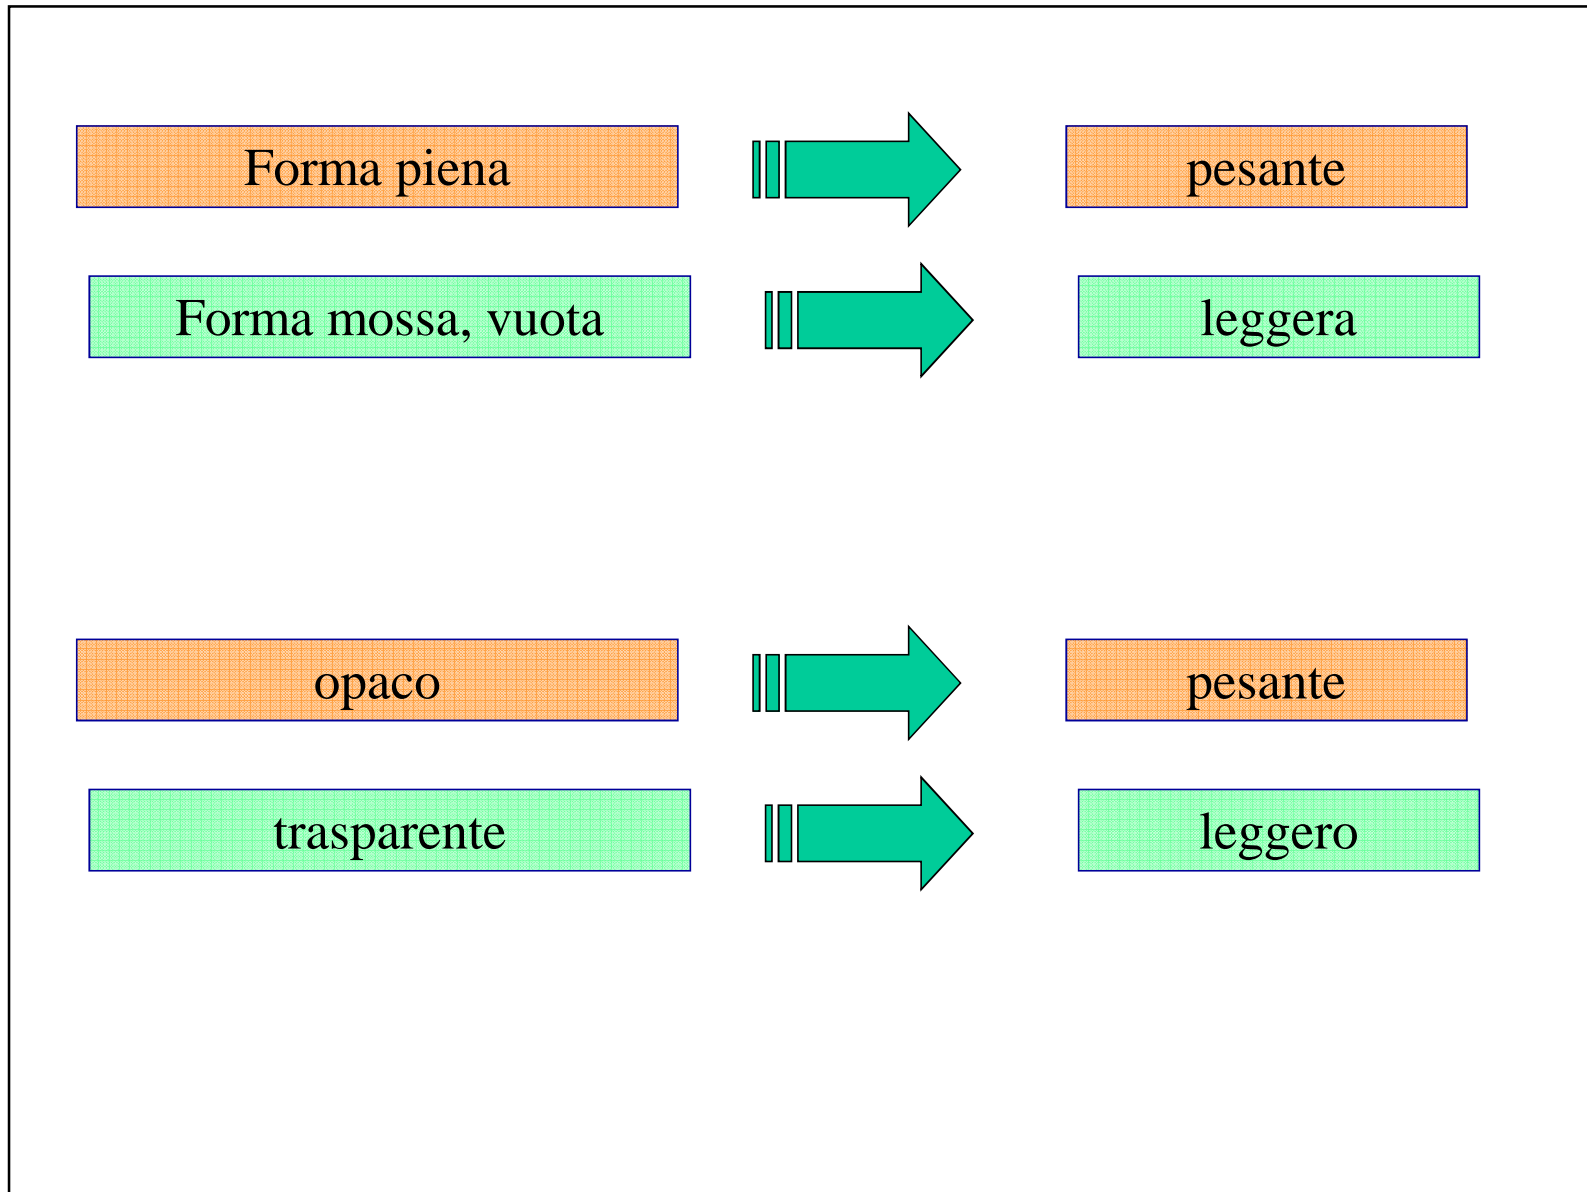 Forma piena
pesante
Forma mossa, vuota
leggera
opaco
pesante
trasparente
leggero